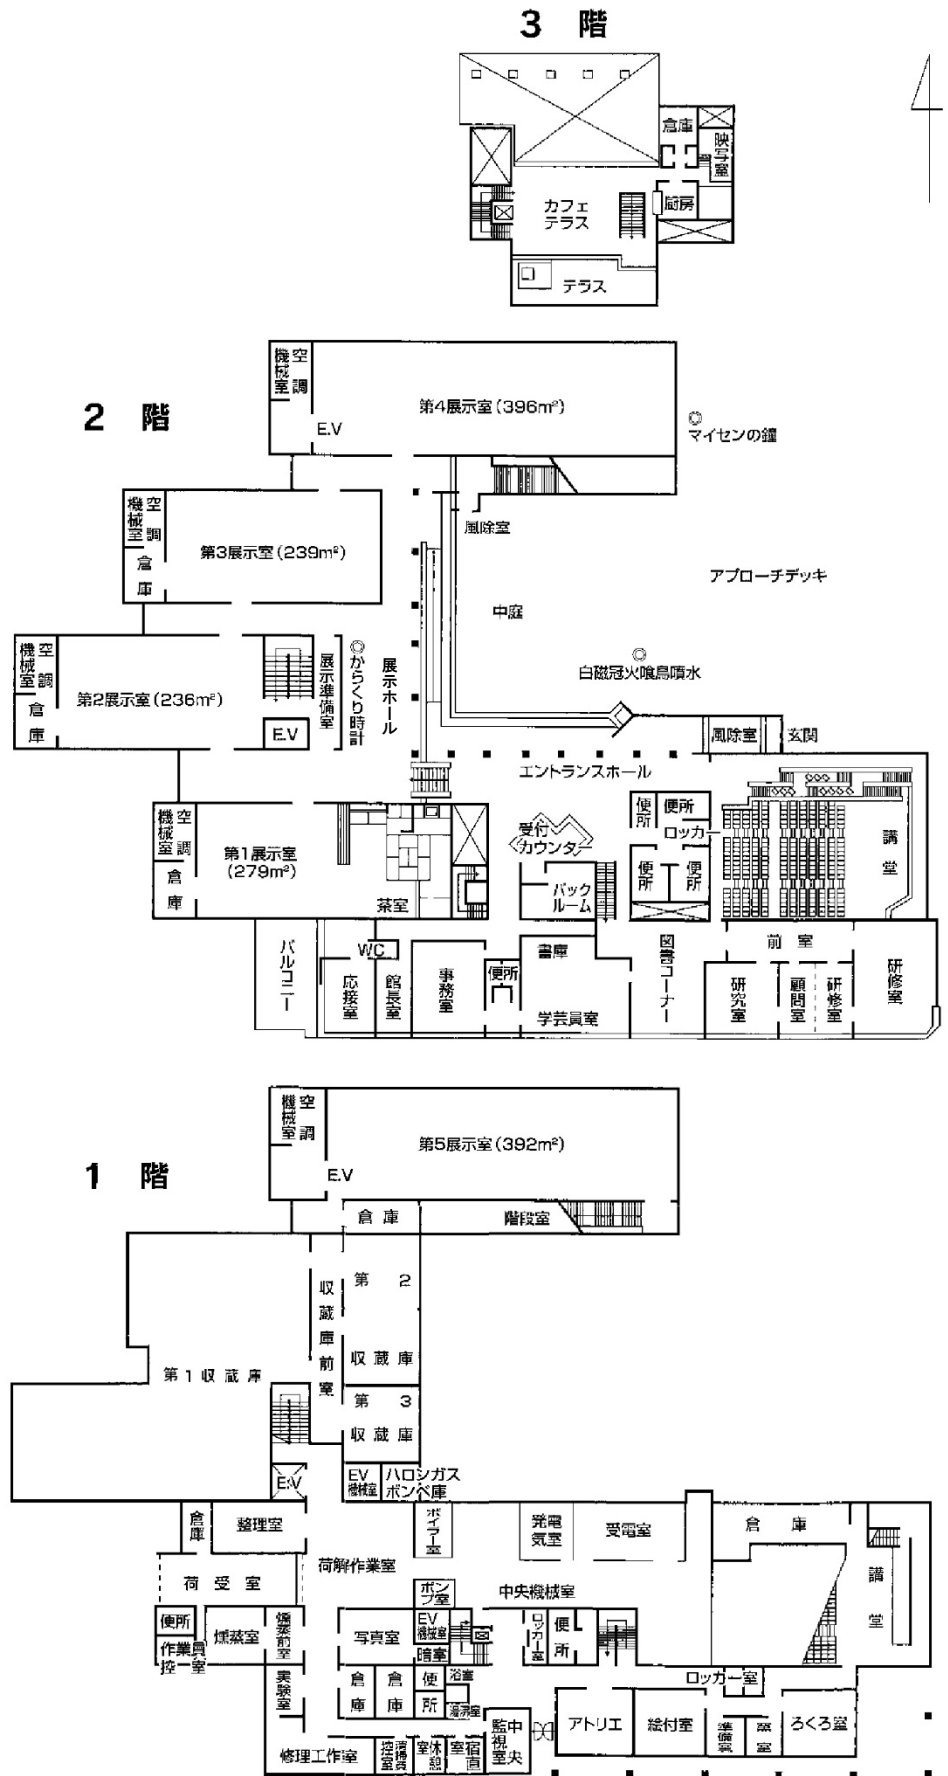 3 階
倉庫
映写室
カフェ
テラス
厨房
テラス
2 階
空調
機械室
第4展示室(396m²)
E.V
マイセンの鐘
空調
機械室
第3展示室(239m²)
倉庫
風除室
アプローチデッキ
中庭
空調
機械室
第2展示室(236m²)
倉庫
展示準備室
からくり時計
展示ホール
白磁冠火喰鳥噴水
E.V
風除室
玄関
エントランスホール
空調
機械室
第1展示室
(279m²)
倉庫
茶室
受付
カウンター
便所
便所
ロッカー
講堂
バック
ルーム
便所
便所
バルコニー
WC
応接室
館長室
事務室
便所
書庫
学芸員室
図書コーナー
前室
研究室
顧問室
研修室
研修室
1 階
空調
機械室
第5展示室(392m²)
E.V
倉庫
階段室
収蔵庫前室
第2
収蔵庫
第1収蔵庫
第3
収蔵庫
E.V
EV
機械室
ハロンガス
ボンベ庫
倉庫
整理室
ボイラー室
発電
気室
受電室
倉庫
荷解作業室
荷受室
ポン
プ室
中央機械室
講堂
便所
作業員
控室
燻蒸室
燻蒸前室
写真室
EV
機械室
暗室
ロッカー室
便所
実験室
倉庫
倉庫
便所
浴室
湯沸室
ロッカー室
修理工作室
清掃員
控室
休憩室
宿直室
中央
監視室
アトリエ
絵付室
準備室
ろくろ室